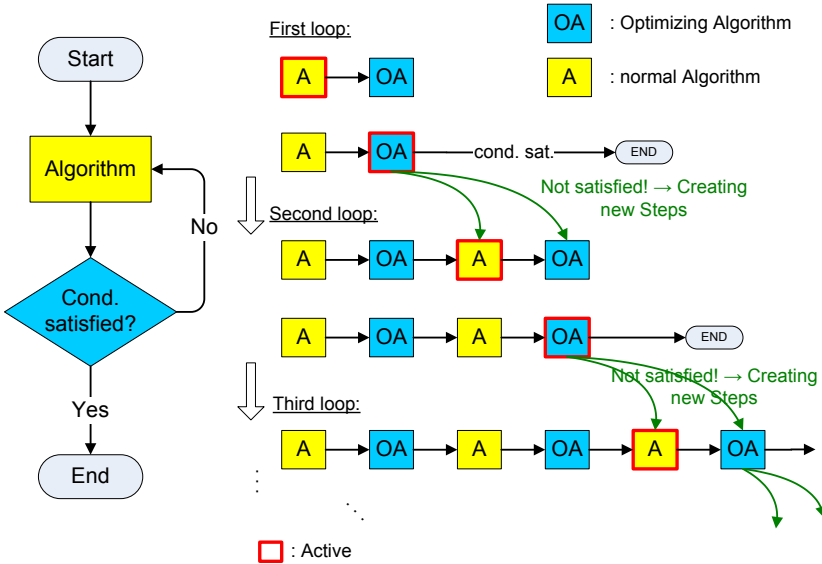 Start
Algorithm
No
Cond.
satisfied?
Yes
End
First loop:
OA : Optimizing Algorithm
A : normal Algorithm
A OA
A OA cond. sat. END
Not satisfied! → Creating
new Steps
Second loop:
A OA A OA
A OA A OA END
Not satisfied! → Creating
new Steps
Third loop:
A OA A OA A OA
: Active